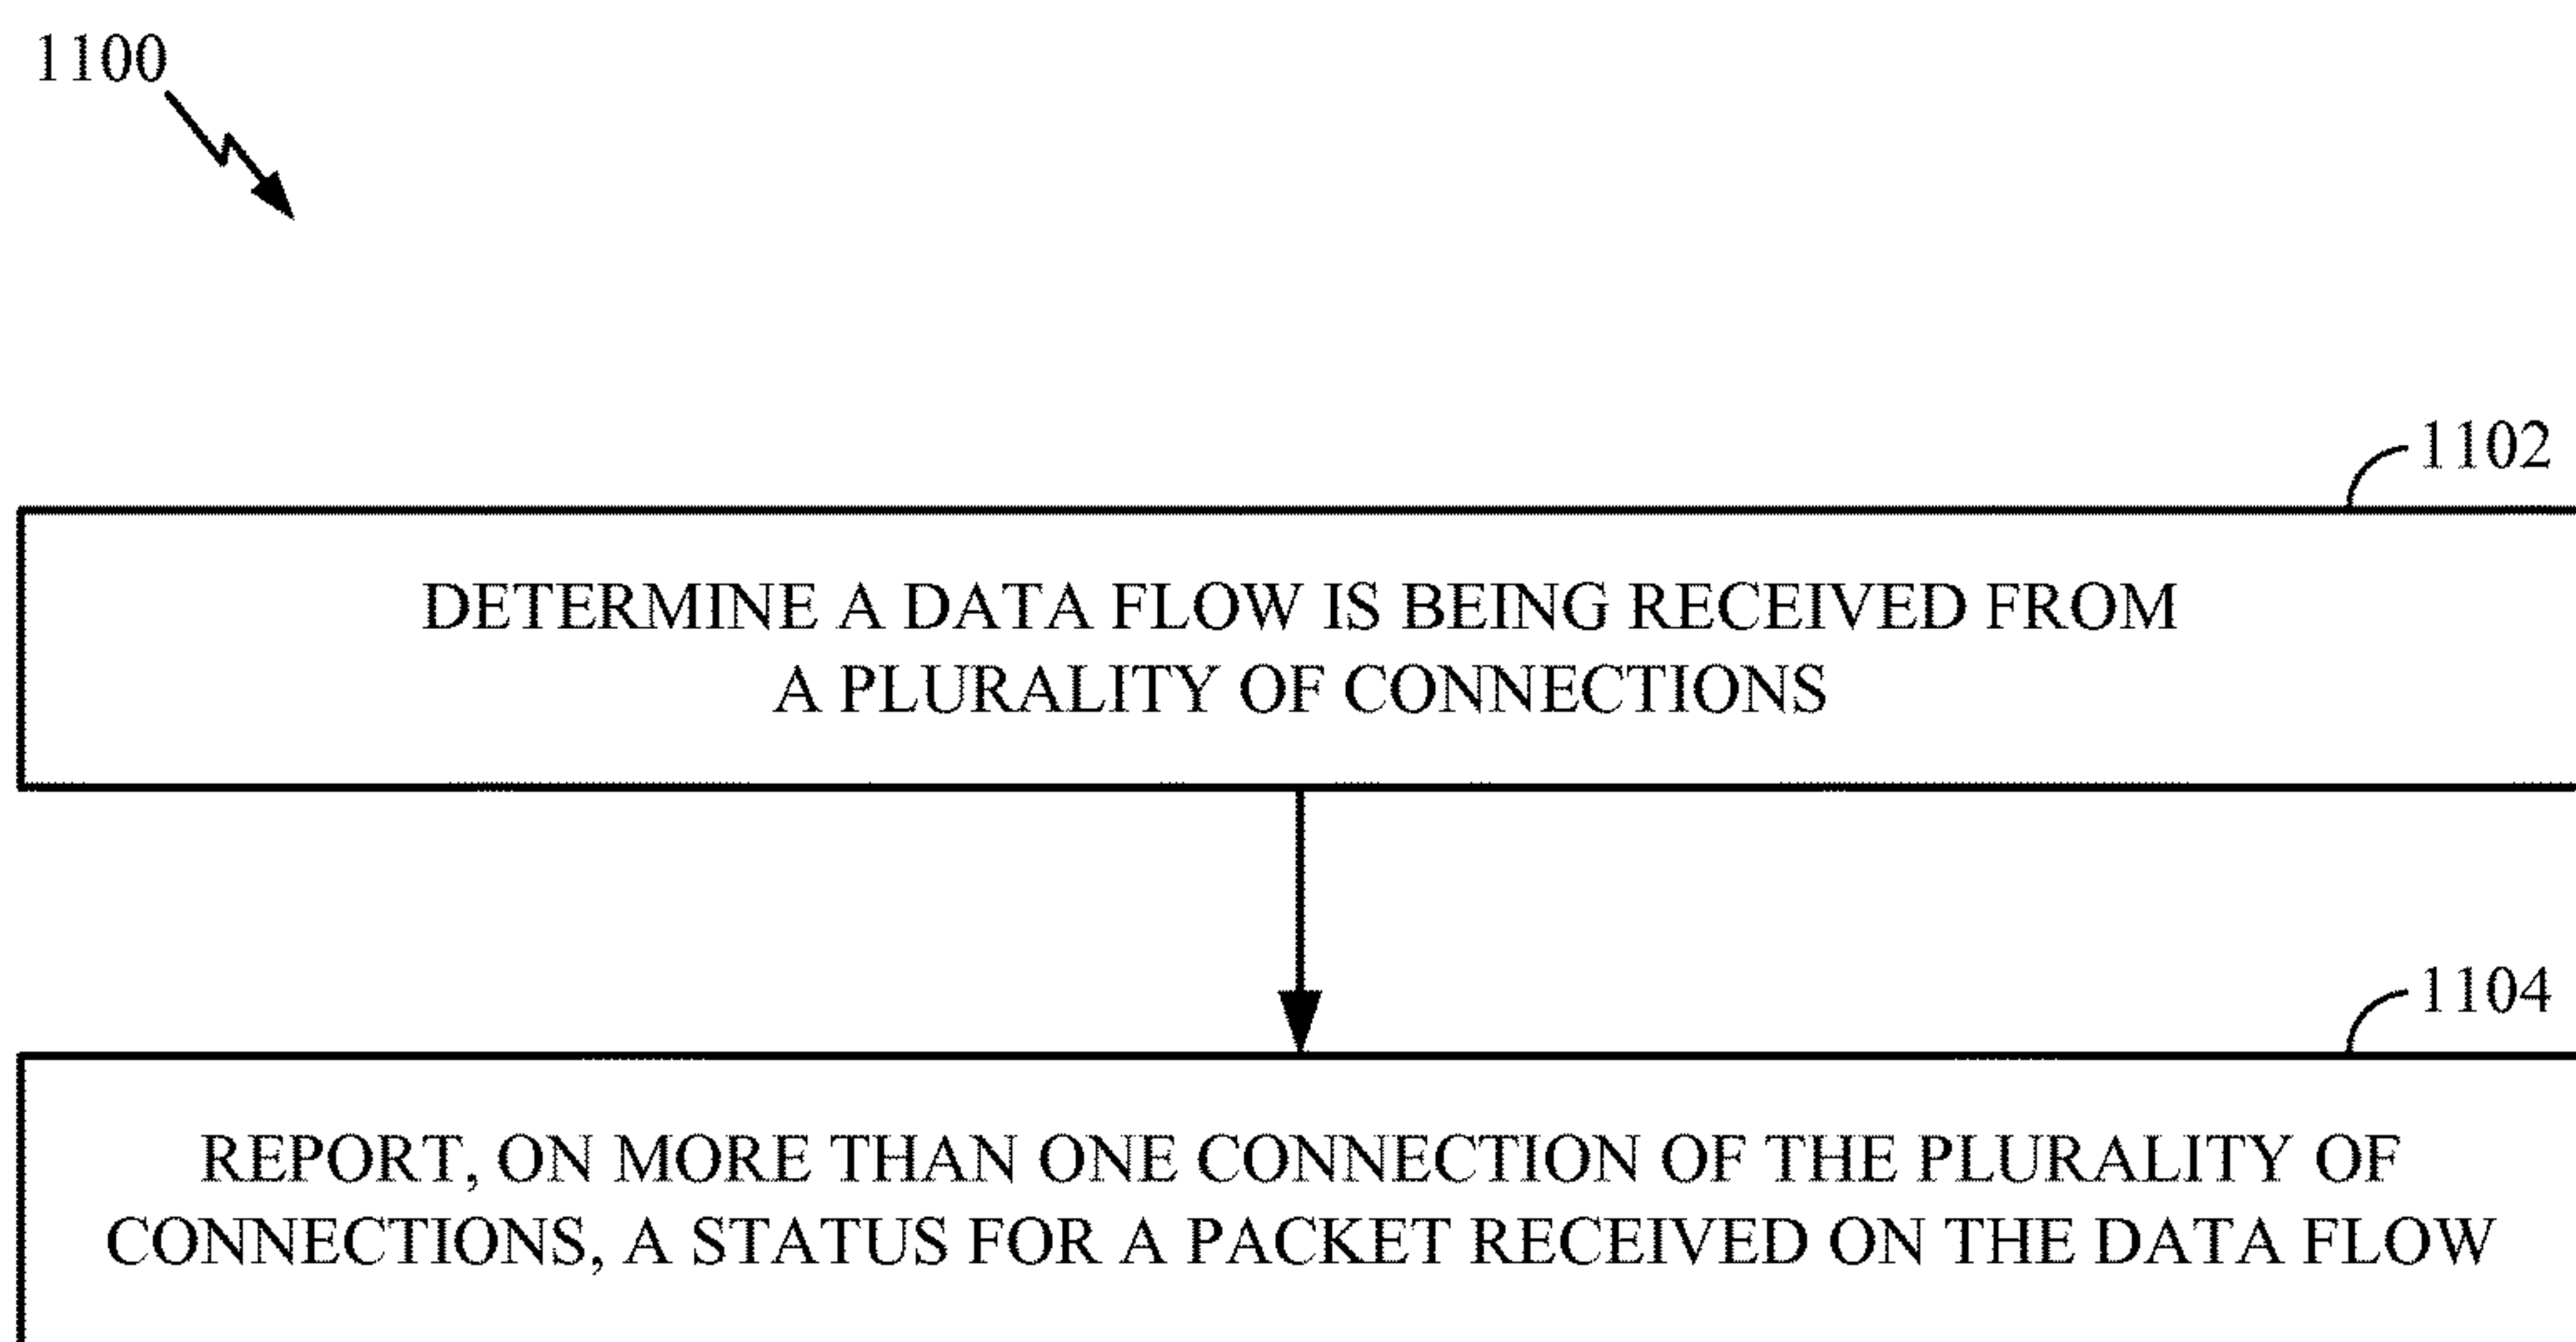 1100
1102
DETERMINE A DATA FLOW IS BEING RECEIVED FROM
A PLURALITY OF CONNECTIONS
1104
REPORT, ON MORE THAN ONE CONNECTION OF THE PLURALITY OF
CONNECTIONS, A STATUS FOR A PACKET RECEIVED ON THE DATA FLOW